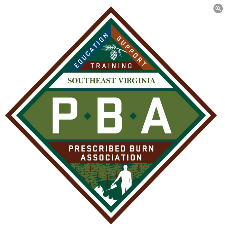 EDUCATION SUPPORT
TRAINING
SOUTHEAST VIRGINIA
P·B·A
PRESCRIBED BURN
ASSOCIATION